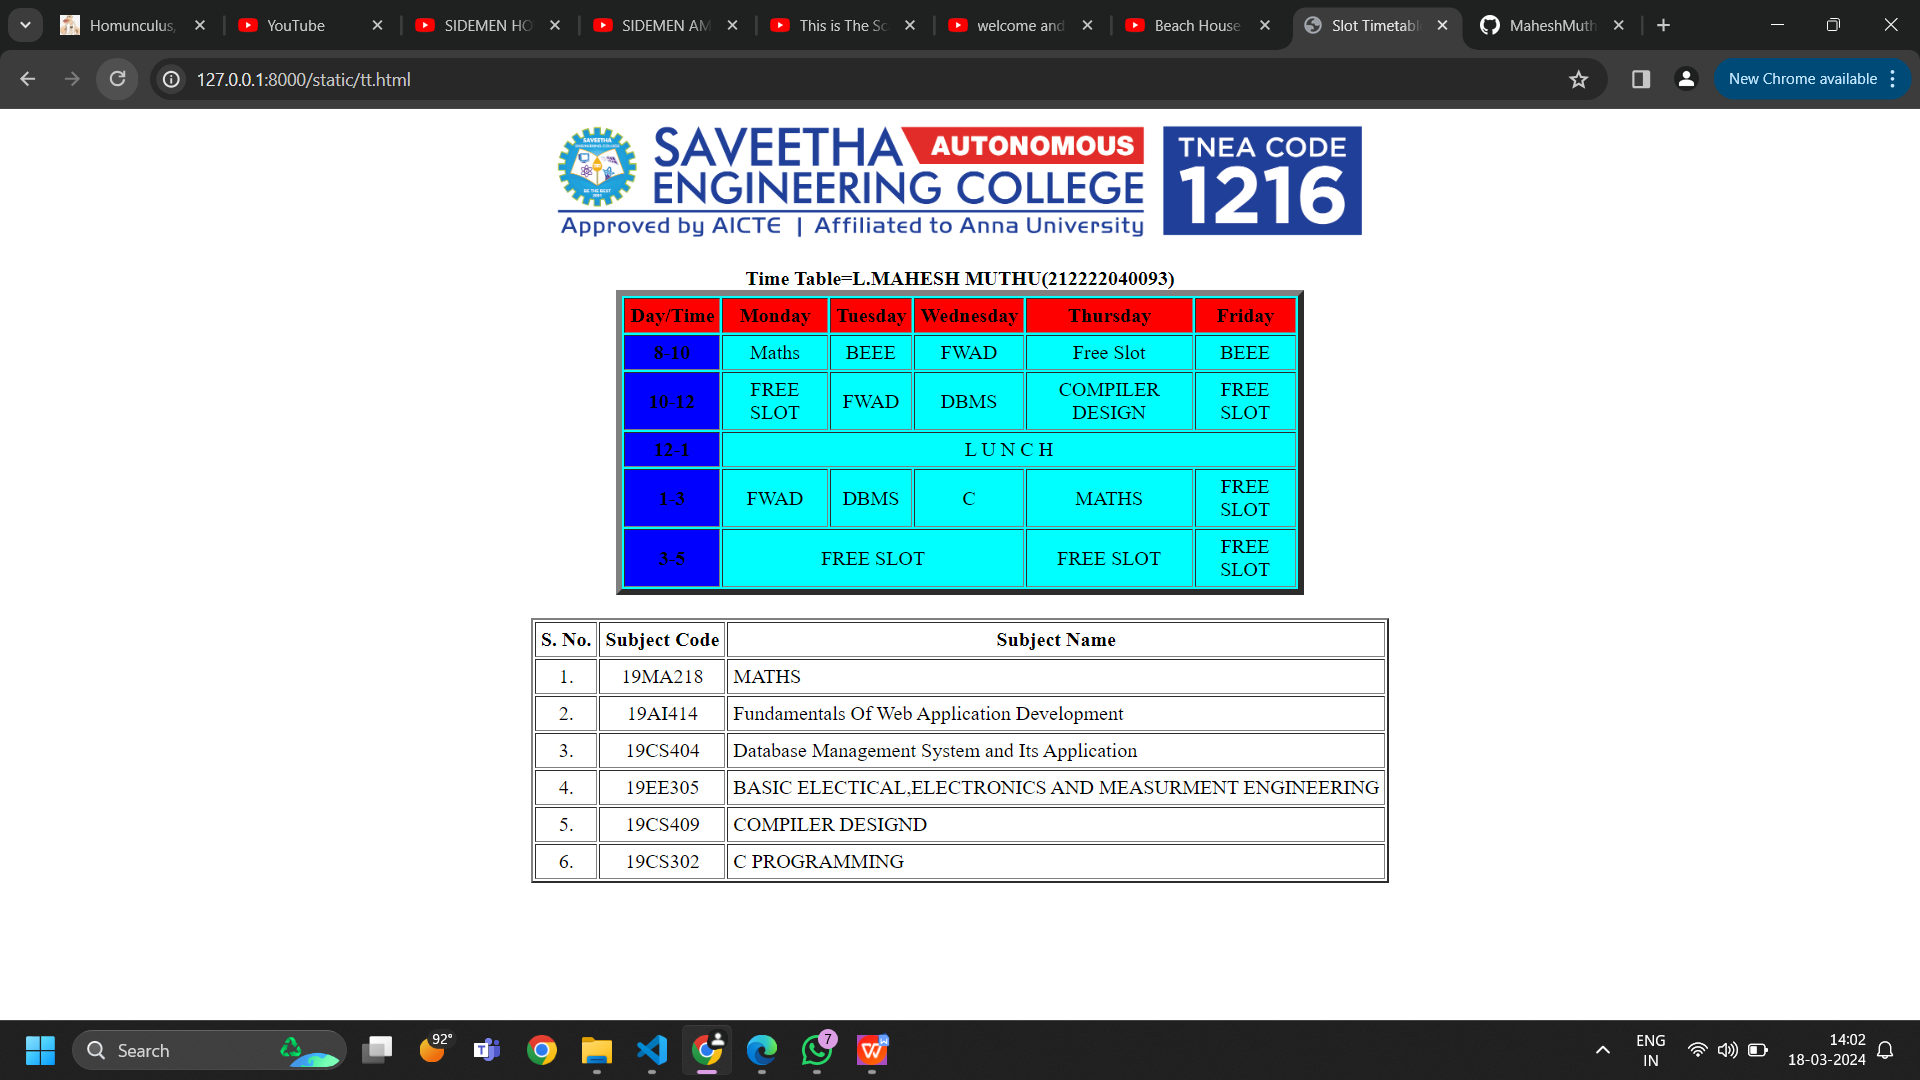 Homunculus,
YouTube
SIDEMEN HO
SIDEMEN AM
This is The Sc
welcome and
Beach House
Slot Timetabl
MaheshMuth
127.0.0.1:8000/static/tt.html
New Chrome available
SAVEETHA AUTONOMOUS
ENGINEERING COLLEGE
Approved by AICTE | Affiliated to Anna University
TNEA CODE
1216
SAVEETHA
ENGINEERING COLLEGE
BE THE BEST
Time Table=L.MAHESH MUTHU(212222040093)
Day/Time Monday Tuesday Wednesday Thursday Friday
8-10 Maths BEEE FWAD Free Slot BEEE
10-12 FREE SLOT FWAD DBMS COMPILER DESIGN FREE SLOT
12-1 L U N C H
1-3 FWAD DBMS C MATHS FREE SLOT
3-5 FREE SLOT FREE SLOT FREE SLOT
S. No. Subject Code Subject Name
1. 19MA218 MATHS
2. 19AI414 Fundamentals Of Web Application Development
3. 19CS404 Database Management System and Its Application
4. 19EE305 BASIC ELECTICAL,ELECTRONICS AND MEASURMENT ENGINEERING
5. 19CS409 COMPILER DESIGND
6. 19CS302 C PROGRAMMING
Search
92°
7
ENG
IN
14:02
18-03-2024